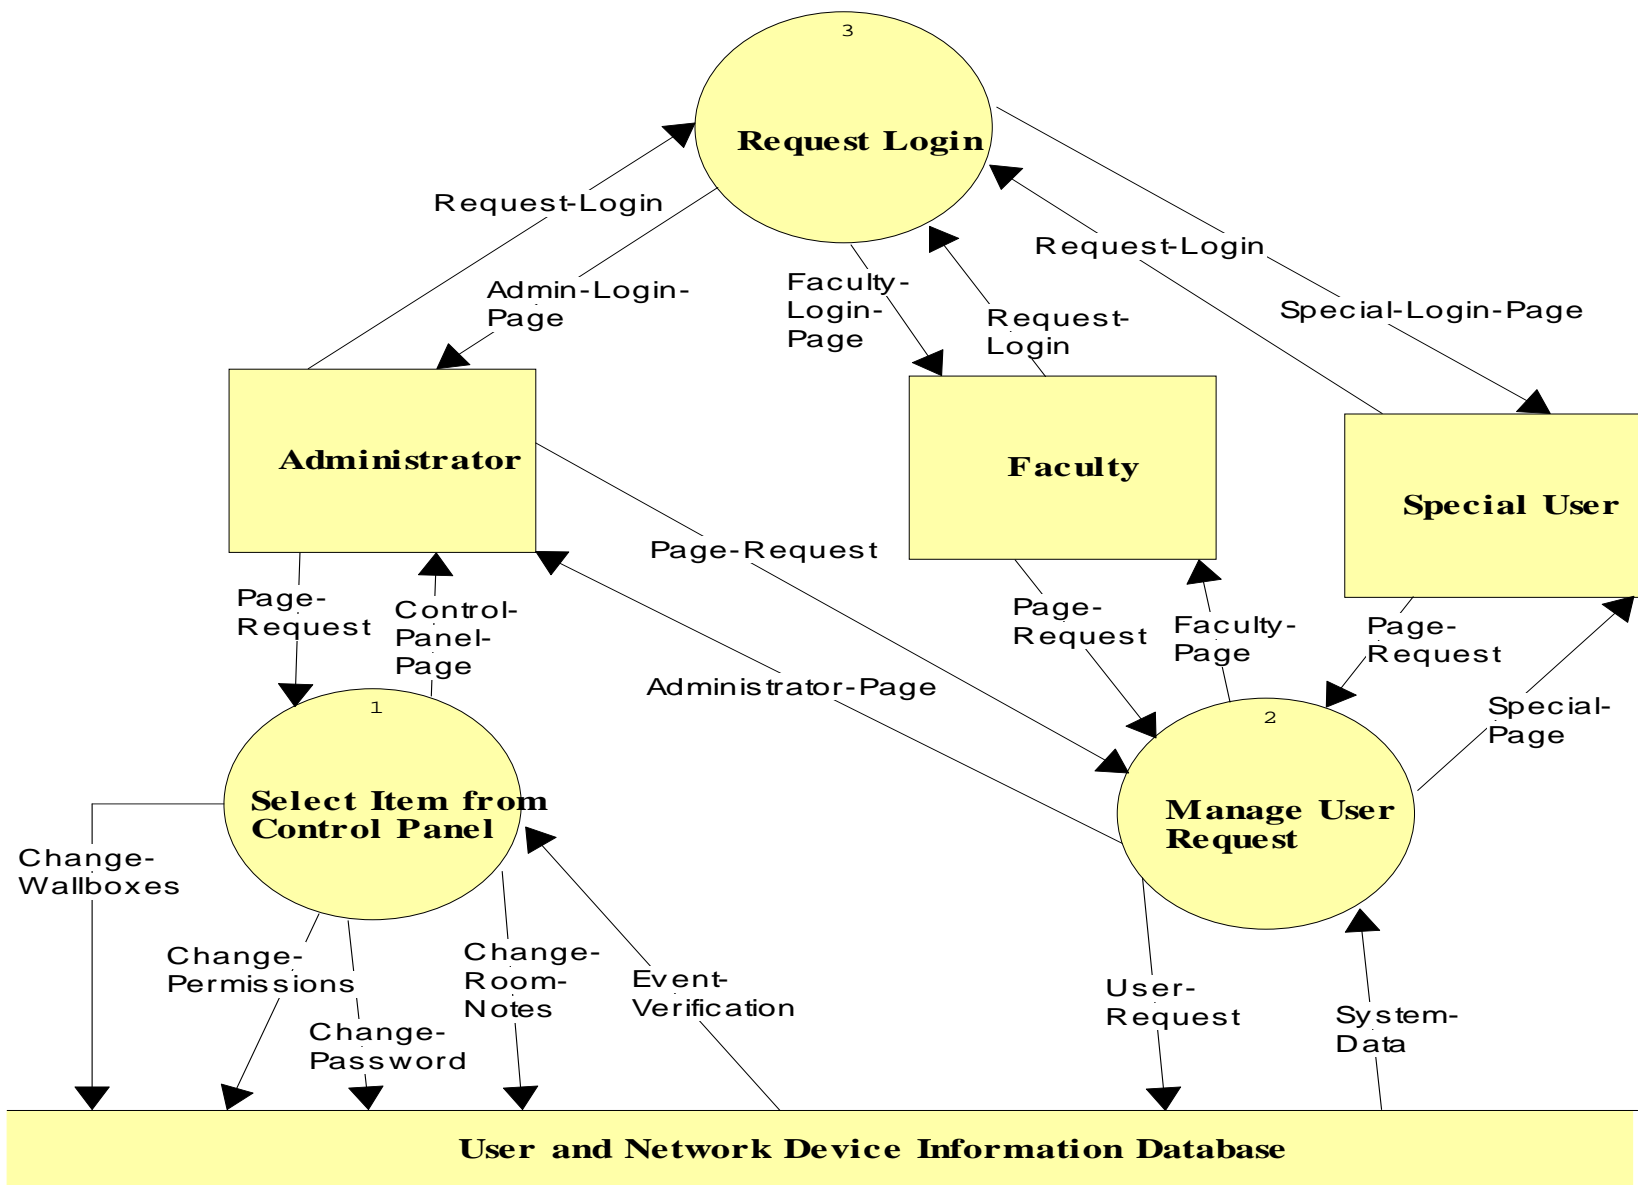 3
Request Login
Request-Login
Admin-Login-
Page
Faculty-
Login-
Page
Request-
Login
Request-Login
Special-Login-Page
Administrator
Faculty
Special User
Page-
Request
Control-
Panel-
Page
Page-Request
Administrator-Page
Page-
Request
Faculty-
Page
Page-
Request
Special-
Page
1
Select Item from
Control Panel
2
Manage User
Request
Change-
Wallboxes
Change-
Permissions
Change-
Password
Change-
Room-
Notes
Event-
Verification
User-
Request
System-
Data
User and Network Device Information Database